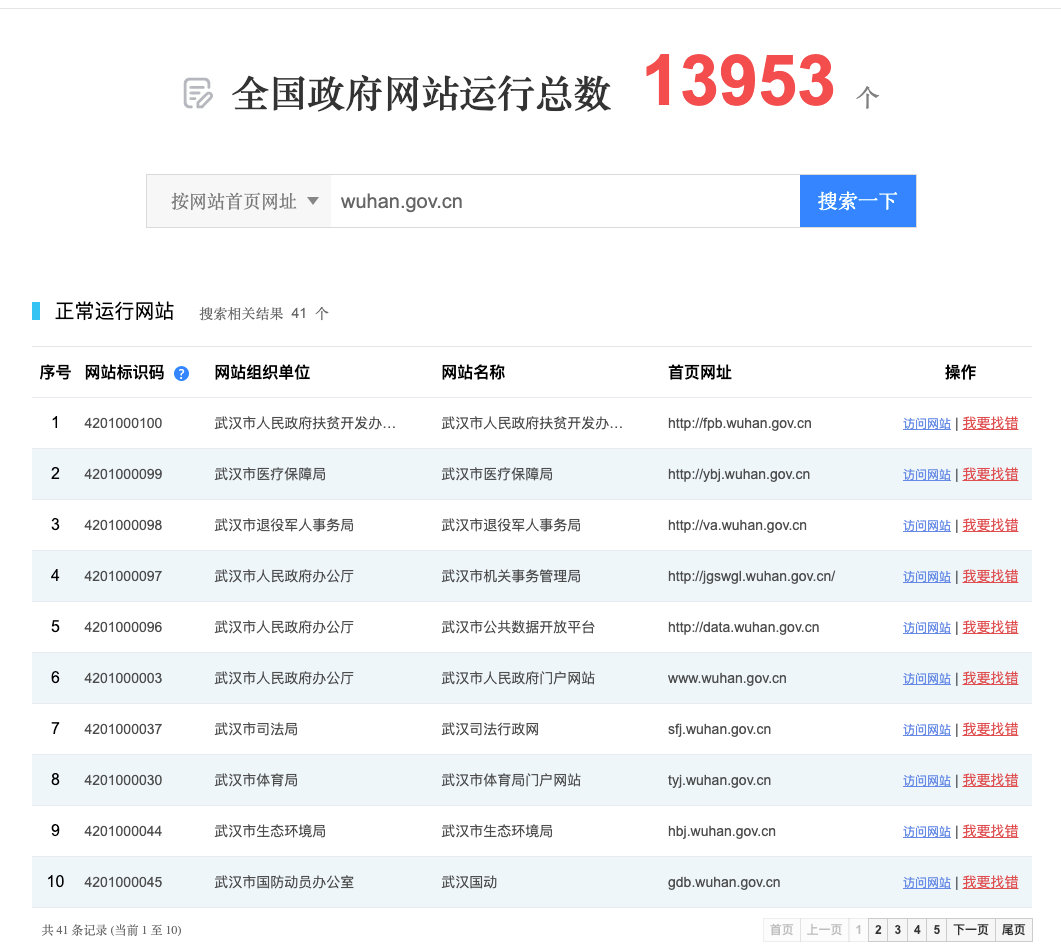 全国政府网站运行总数 13953 个
按网站首页网址 wuhan.gov.cn 搜索一下
正常运行网站 搜索相关结果 41 个
序号 网站标识码 ? 网站组织单位 网站名称 首页网址 操作
1 4201000100 武汉市人民政府扶贫开发办... 武汉市人民政府扶贫开发办... http://fpb.wuhan.gov.cn 访问网站 | 我要找错
2 4201000099 武汉市医疗保障局 武汉市医疗保障局 http://ybj.wuhan.gov.cn 访问网站 | 我要找错
3 4201000098 武汉市退役军人事务局 武汉市退役军人事务局 http://va.wuhan.gov.cn 访问网站 | 我要找错
4 4201000097 武汉市人民政府办公厅 武汉市机关事务管理局 http://jgswgl.wuhan.gov.cn/ 访问网站 | 我要找错
5 4201000096 武汉市人民政府办公厅 武汉市公共数据开放平台 http://data.wuhan.gov.cn 访问网站 | 我要找错
6 4201000003 武汉市人民政府办公厅 武汉市人民政府门户网站 www.wuhan.gov.cn 访问网站 | 我要找错
7 4201000037 武汉市司法局 武汉司法行政网 sfj.wuhan.gov.cn 访问网站 | 我要找错
8 4201000030 武汉市体育局 武汉市体育局门户网站 tyj.wuhan.gov.cn 访问网站 | 我要找错
9 4201000044 武汉市生态环境局 武汉市生态环境局 hbj.wuhan.gov.cn 访问网站 | 我要找错
10 4201000045 武汉市国防动员办公室 武汉国动 gdb.wuhan.gov.cn 访问网站 | 我要找错
共 41 条记录 (当前 1 至 10) 首页 上一页 1 2 3 4 5 下一页 尾页